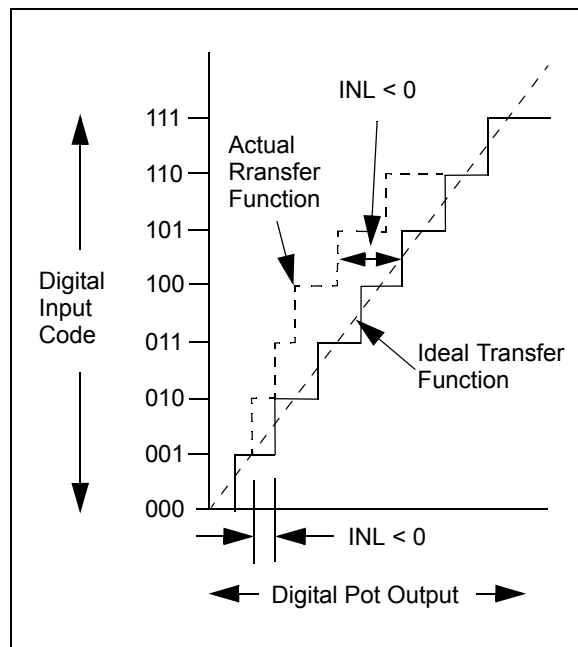 INL < 0
111
Actual
Rransfer
Function
110
101
100
Digital
Input
Code
011
Ideal Transfer
Function
010
001
000
INL < 0
Digital Pot Output